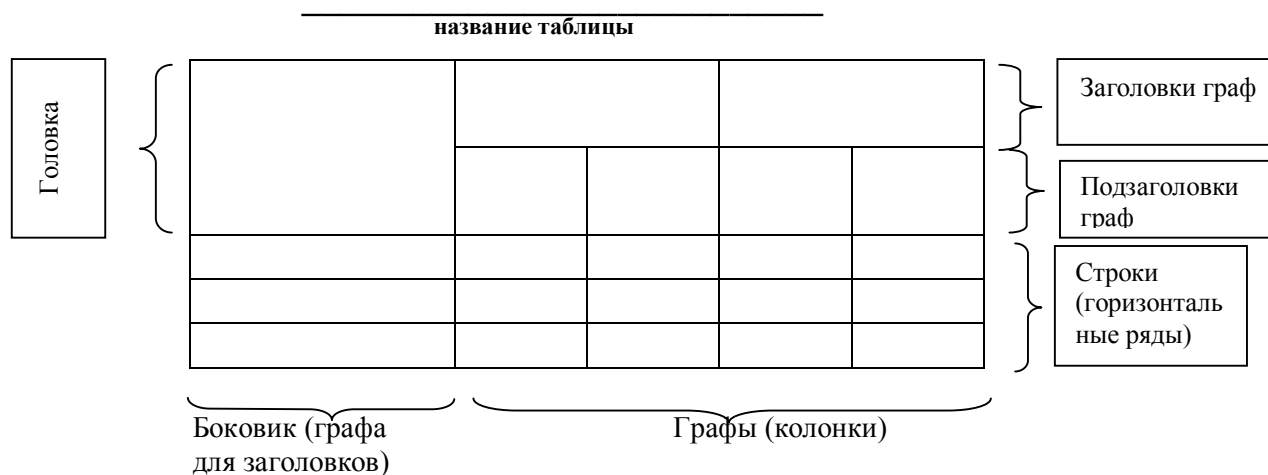 название таблицы
Головка
Заголовки граф
Подзаголовки
граф
Строки
(горизонталь
ные ряды)
Боковик (графа
для заголовков)
Графы (колонки)